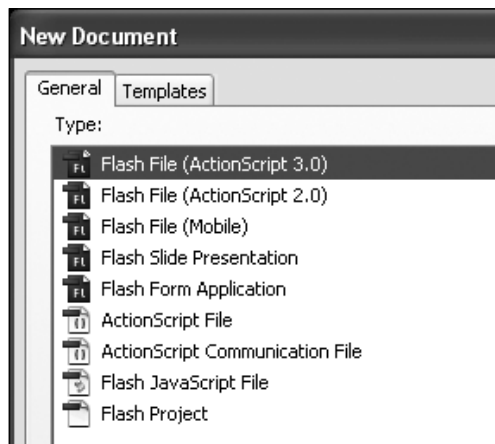 New Document
General Templates
Type:
Flash File (ActionScript 3.0)
Flash File (ActionScript 2.0)
Flash File (Mobile)
Flash Slide Presentation
Flash Form Application
ActionScript File
ActionScript Communication File
Flash JavaScript File
Flash Project